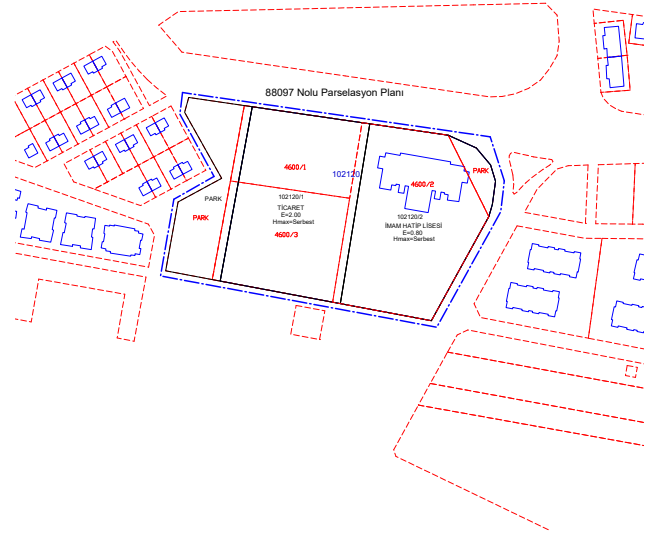 88097 Nolu Parselasyon Planı
4600/1
102120
PARK
4600/2
PARK
PARK
102120/1
TİCARET
E=2.00
Hmax=Serbest
4600/3
102120/2
İMAM HATİP LİSESİ
E=0.80
Hmax=Serbest